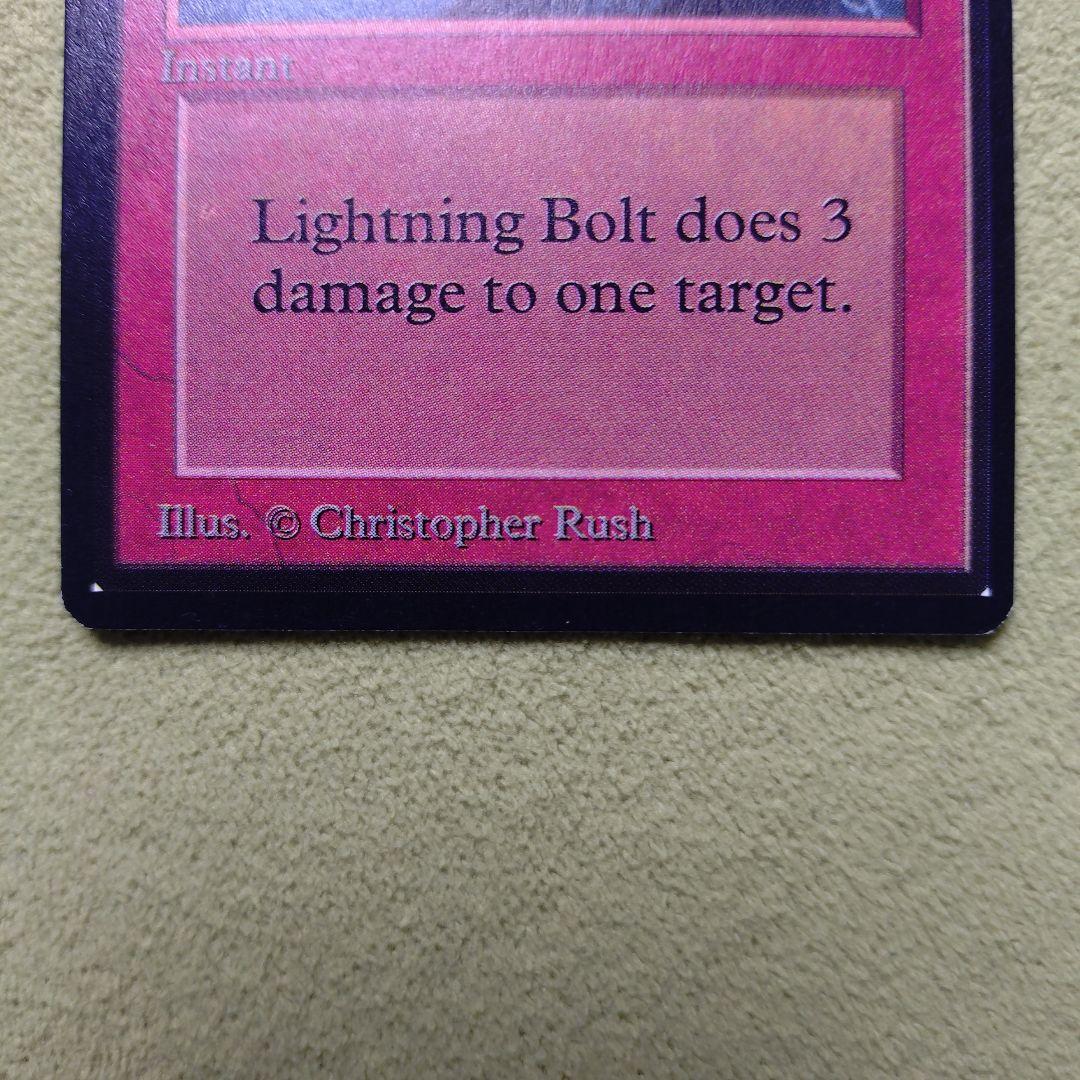 Instant
Lightning Bolt does 3
damage to one target.
Illus. © Christopher Rush